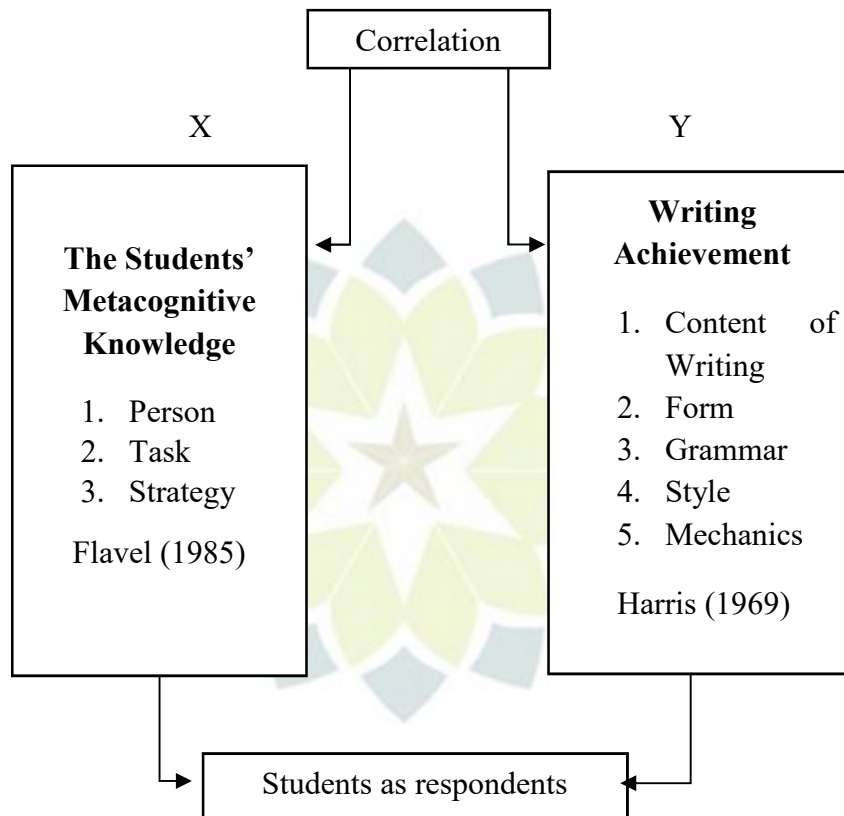 Correlation
X
Y
The Students’
Metacognitive
Knowledge
1. Person
2. Task
3. Strategy
Flavel (1985)
Writing
Achievement
1. Content of
Writing
2. Form
3. Grammar
4. Style
5. Mechanics
Harris (1969)
Students as respondents